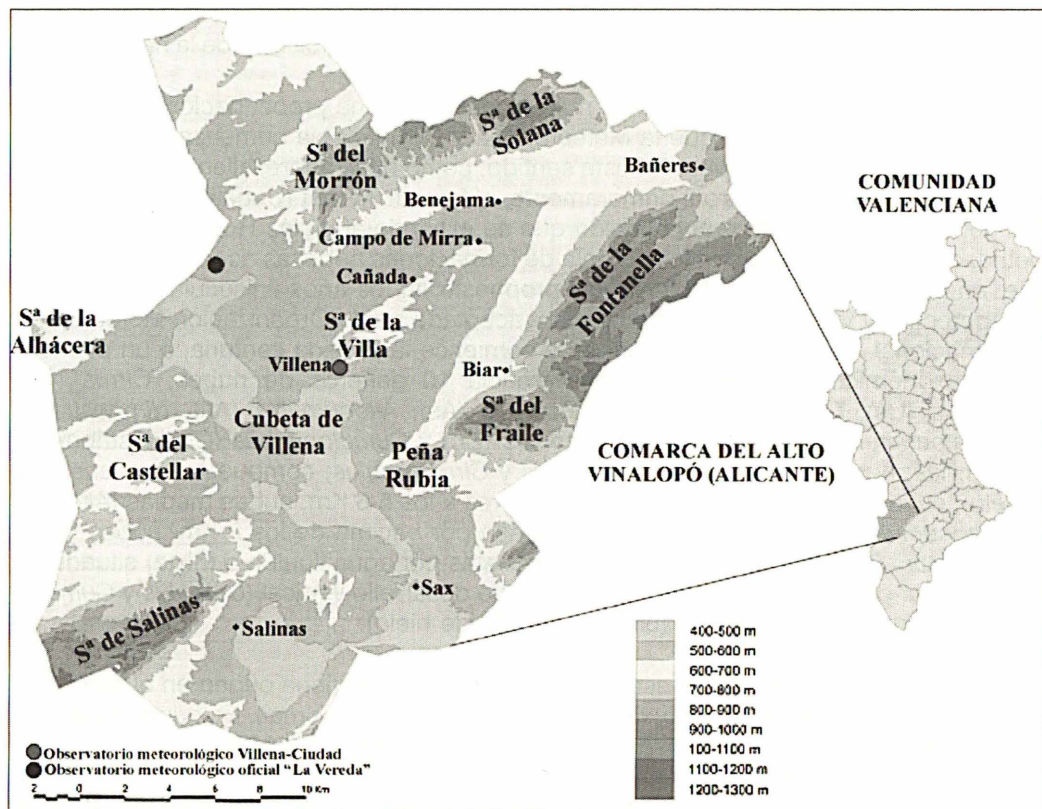 Sª de la
Solana
Sª del
Morrón
Bañeres
Benejama
COMUNIDAD
VALENCIANA
Campo de Mirra
Cañada
Sª de la
Fontanella
Sª de la
Alhácera
Sª de la
Villa
Villena
Biar
Sª del
Fraile
Cubeta de
Villena
Sª del
Castellar
Peña
Rubia
COMARCA DEL ALTO
VINALOPÓ (ALICANTE)
Sax
Salinas
Sª de Salinas
400-500 m
500-600 m
600-700 m
700-800 m
800-900 m
900-1000 m
100-1100 m
1100-1200 m
1200-1300 m
Observatorio meteorológico Villena-Ciudad
Observatorio meteorológico oficial "La Vereda"
2 0 2 4 6 8 10 Km